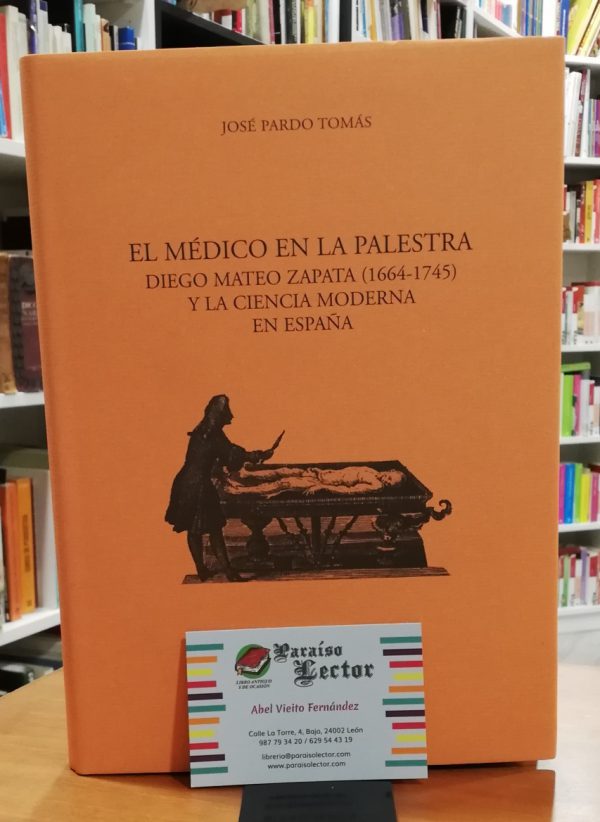 JOSÉ PARDO TOMÁS
EL MÉDICO EN LA PALESTRA
DIEGO MATEO ZAPATA (1664-1745)
Y LA CIENCIA MODERNA
EN ESPAÑA
Paraíso
Lector
LIBRO ANTIGUO
Y DE OCASIÓN
Abel Vieito Fernández
Calle La Torre, 4, Bajo, 24002 León
987 79 34 20 / 629 54 43 19
libreria@paraisolector.com
www.paraisolector.com